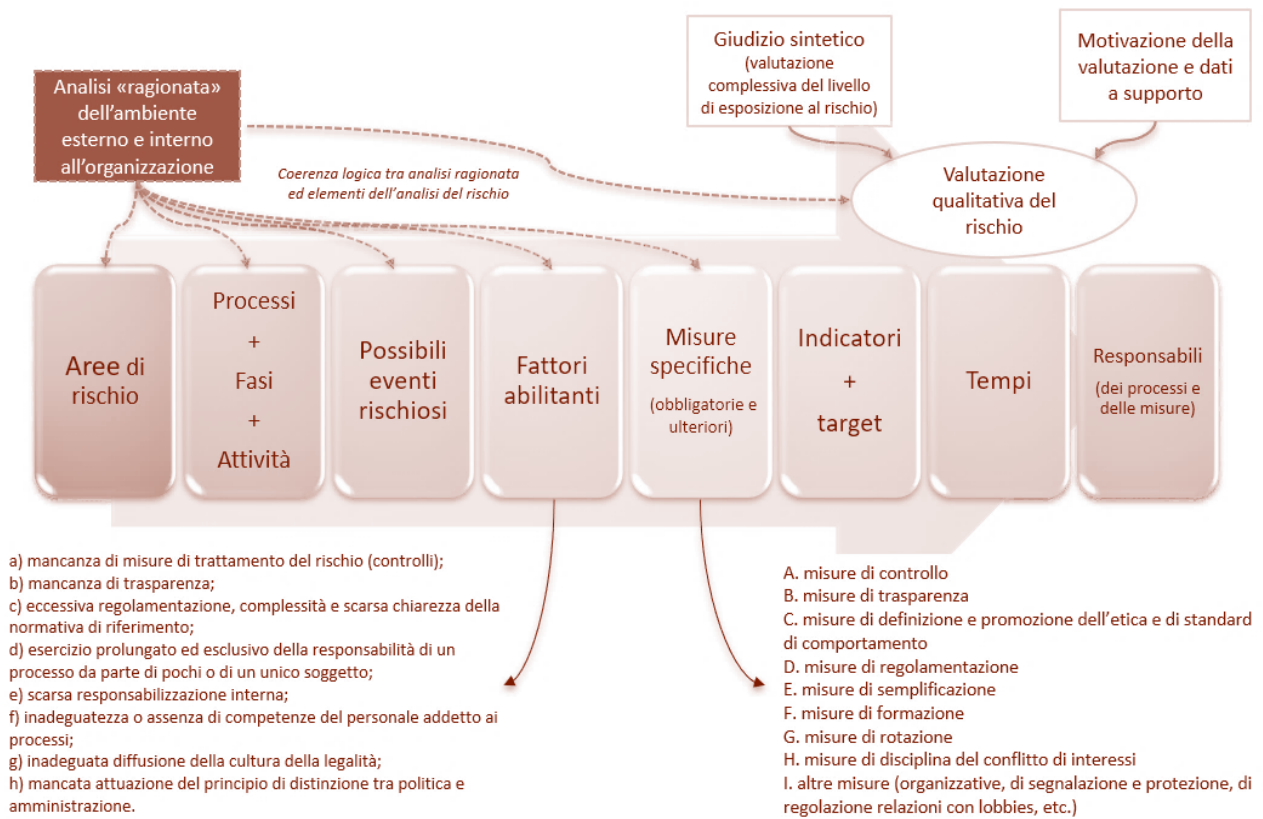 Giudizio sintetico
(valutazione
complessiva del livello
di esposizione al rischio)
Motivazione della
valutazione e dati
a supporto
Analisi «ragionata»
dell’ambiente
esterno e interno
all’organizzazione
Coerenza logica tra analisi ragionata
ed elementi dell’analisi del rischio
Valutazione
qualitativa del
rischio
Aree di
rischio
Processi
+
Fasi
+
Attività
Possibili
eventi
rischiosi
Fattori
abilitanti
Misure
specifiche
(obbligatorie e
ulteriori)
Indicatori
+
target
Tempi
Responsabili
(dei processi e
delle misure)
a) mancanza di misure di trattamento del rischio (controlli);
b) mancanza di trasparenza;
c) eccessiva regolamentazione, complessità e scarsa chiarezza della
normativa di riferimento;
d) esercizio prolungato ed esclusivo della responsabilità di un
processo da parte di pochi o di un unico soggetto;
e) scarsa responsabilizzazione interna;
f) inadeguatezza o assenza di competenze del personale addetto ai
processi;
g) inadeguata diffusione della cultura della legalità;
h) mancata attuazione del principio di distinzione tra politica e
amministrazione.
A. misure di controllo
B. misure di trasparenza
C. misure di definizione e promozione dell’etica e di standard
di comportamento
D. misure di regolamentazione
E. misure di semplificazione
F. misure di formazione
G. misure di rotazione
H. misure di disciplina del conflitto di interessi
I. altre misure (organizzative, di segnalazione e protezione, di
regolazione relazioni con lobbies, etc.)